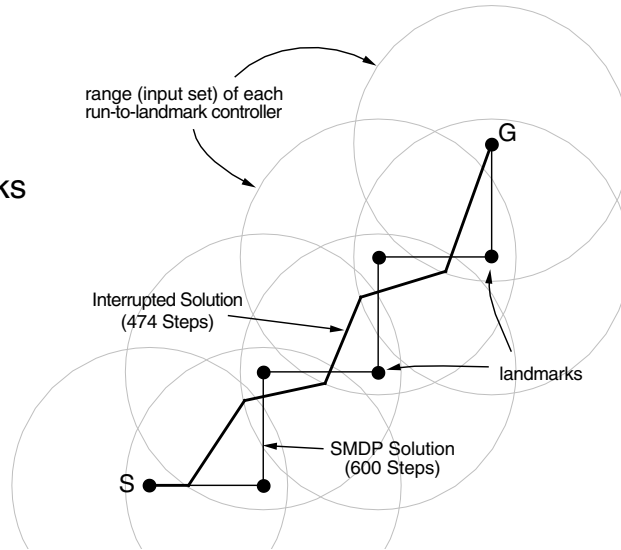 range (input set) of each
run-to-landmark controller
G
ks
Interrupted Solution
(474 Steps)
landmarks
SMDP Solution
(600 Steps)
S